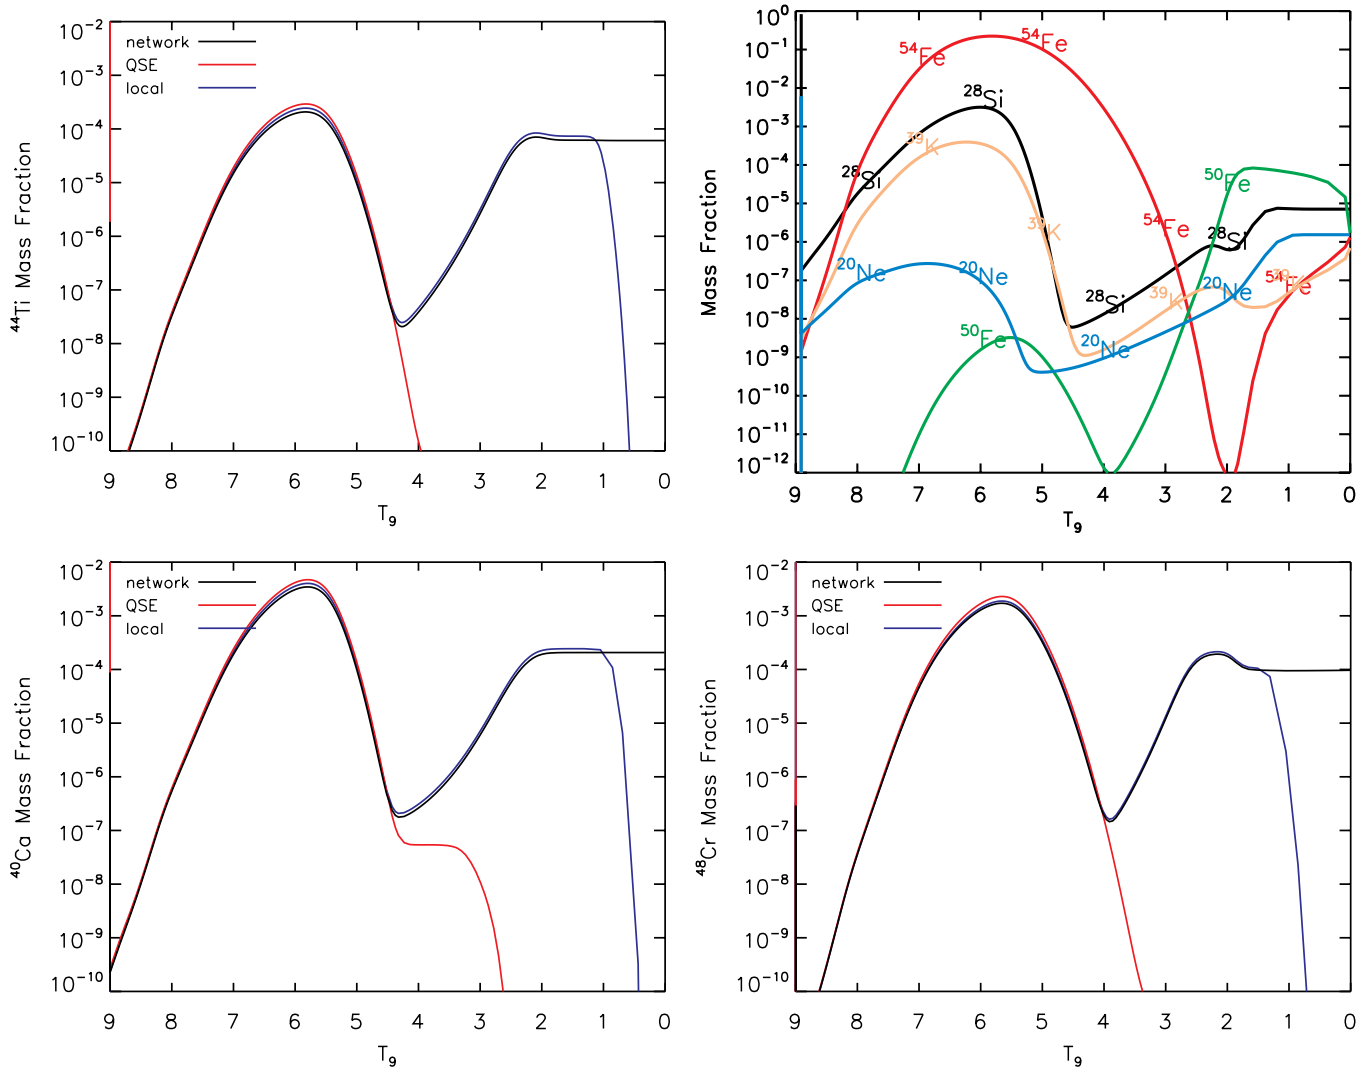 10⁻²
10⁻³
10⁻⁴
10⁻⁵
10⁻⁶
10⁻⁷
10⁻⁸
10⁻⁹
10⁻¹⁰
⁴⁴Ti Mass Fraction
network
QSE
local
9 8 7 6 5 4 3 2 1 0
T₉
10⁰
10⁻¹
10⁻²
10⁻³
10⁻⁴
10⁻⁵
10⁻⁶
10⁻⁷
10⁻⁸
10⁻⁹
10⁻¹⁰
10⁻¹¹
10⁻¹²
Mass Fraction
⁵⁴Fe
⁵⁴Fe
²⁸Si
³⁹K
²⁸Si
⁵⁰Fe
³⁹K
⁵⁴Fe
²⁸Si
²⁰Ne
²⁰Ne
²⁸Si
³⁹K
²⁰Ne
⁵⁴Fe
³⁹K
⁵⁰Fe
²⁰Ne
9 8 7 6 5 4 3 2 1 0
T₉
10⁻²
10⁻³
10⁻⁴
10⁻⁵
10⁻⁶
10⁻⁷
10⁻⁸
10⁻⁹
10⁻¹⁰
⁴⁰Ca Mass Fraction
network
QSE
local
9 8 7 6 5 4 3 2 1 0
T₉
10⁻²
10⁻³
10⁻⁴
10⁻⁵
10⁻⁶
10⁻⁷
10⁻⁸
10⁻⁹
10⁻¹⁰
⁴⁸Cr Mass Fraction
network
QSE
local
9 8 7 6 5 4 3 2 1 0
T₉